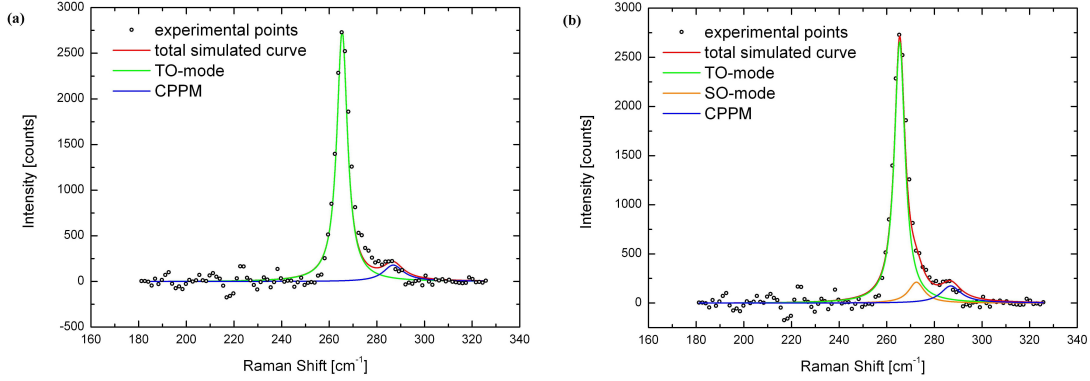 (a)
experimental points
total simulated curve
TO-mode
CPPM
3000
2500
2000
1500
1000
500
0
-500
Intensity [counts]
160 180 200 220 240 260 280 300 320 340
Raman Shift [cm⁻¹]
(b)
experimental points
total simulated curve
TO-mode
SO-mode
CPPM
3000
2500
2000
1500
1000
500
0
Intensity [counts]
160 180 200 220 240 260 280 300 320 340
Raman Shift [cm⁻¹]